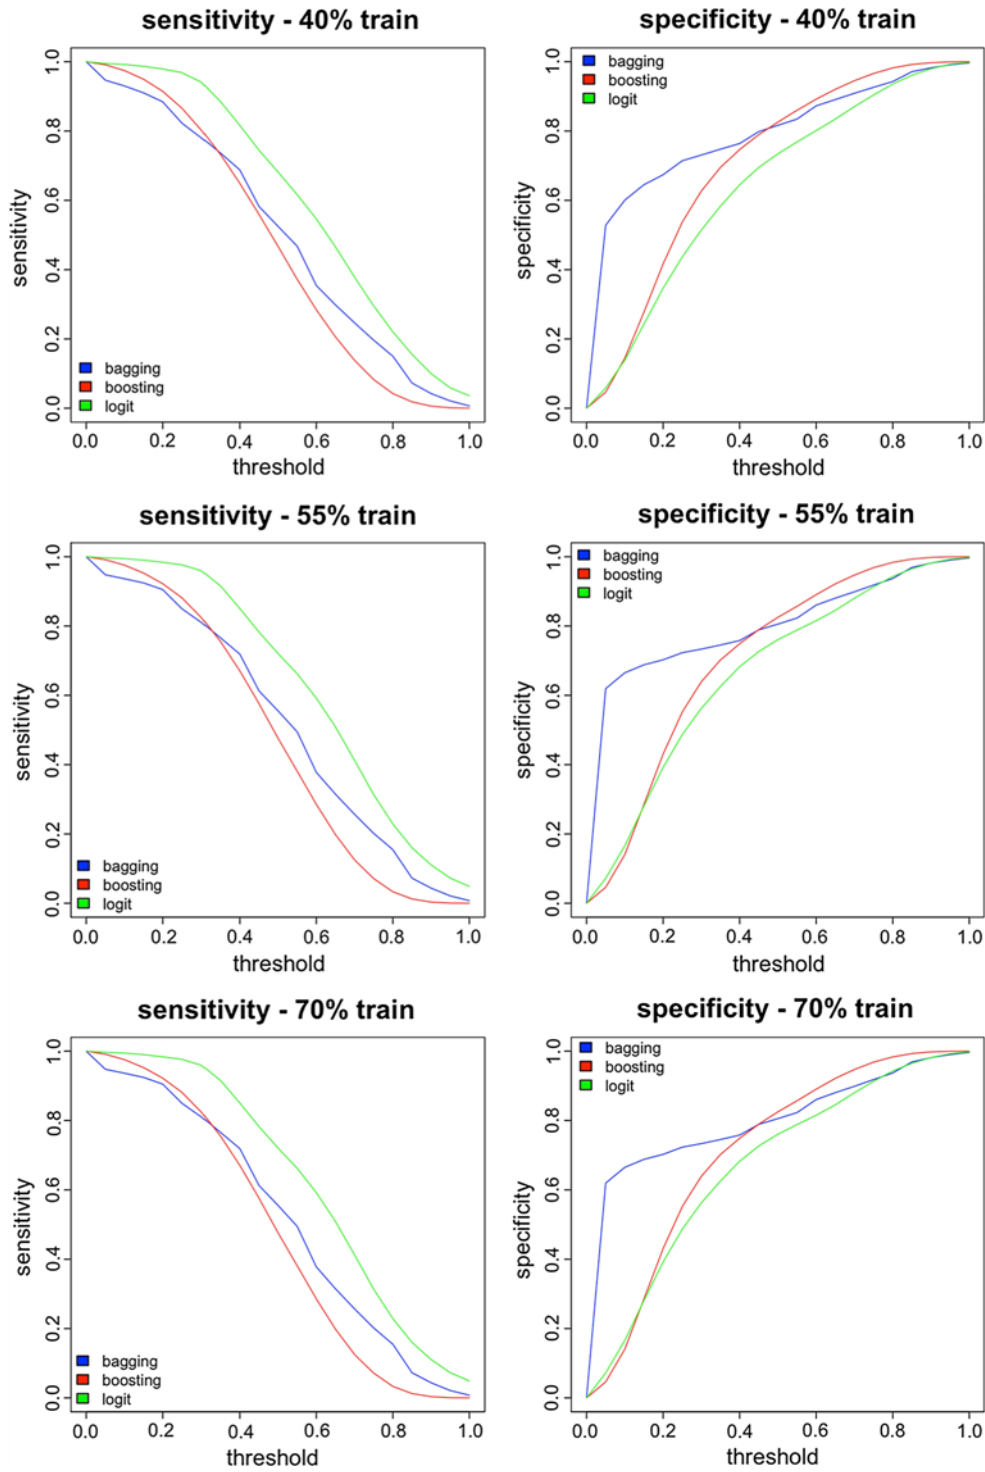 sensitivity - 40% train
sensitivity
0.0 0.2 0.4 0.6 0.8 1.0
bagging
boosting
logit
0.0 0.2 0.4 0.6 0.8 1.0
threshold
specificity - 40% train
specificity
0.0 0.2 0.4 0.6 0.8 1.0
bagging
boosting
logit
0.0 0.2 0.4 0.6 0.8 1.0
threshold
sensitivity - 55% train
sensitivity
0.0 0.2 0.4 0.6 0.8 1.0
bagging
boosting
logit
0.0 0.2 0.4 0.6 0.8 1.0
threshold
specificity - 55% train
specificity
0.0 0.2 0.4 0.6 0.8 1.0
bagging
boosting
logit
0.0 0.2 0.4 0.6 0.8 1.0
threshold
sensitivity - 70% train
sensitivity
0.0 0.2 0.4 0.6 0.8 1.0
bagging
boosting
logit
0.0 0.2 0.4 0.6 0.8 1.0
threshold
specificity - 70% train
specificity
0.0 0.2 0.4 0.6 0.8 1.0
bagging
boosting
logit
0.0 0.2 0.4 0.6 0.8 1.0
threshold